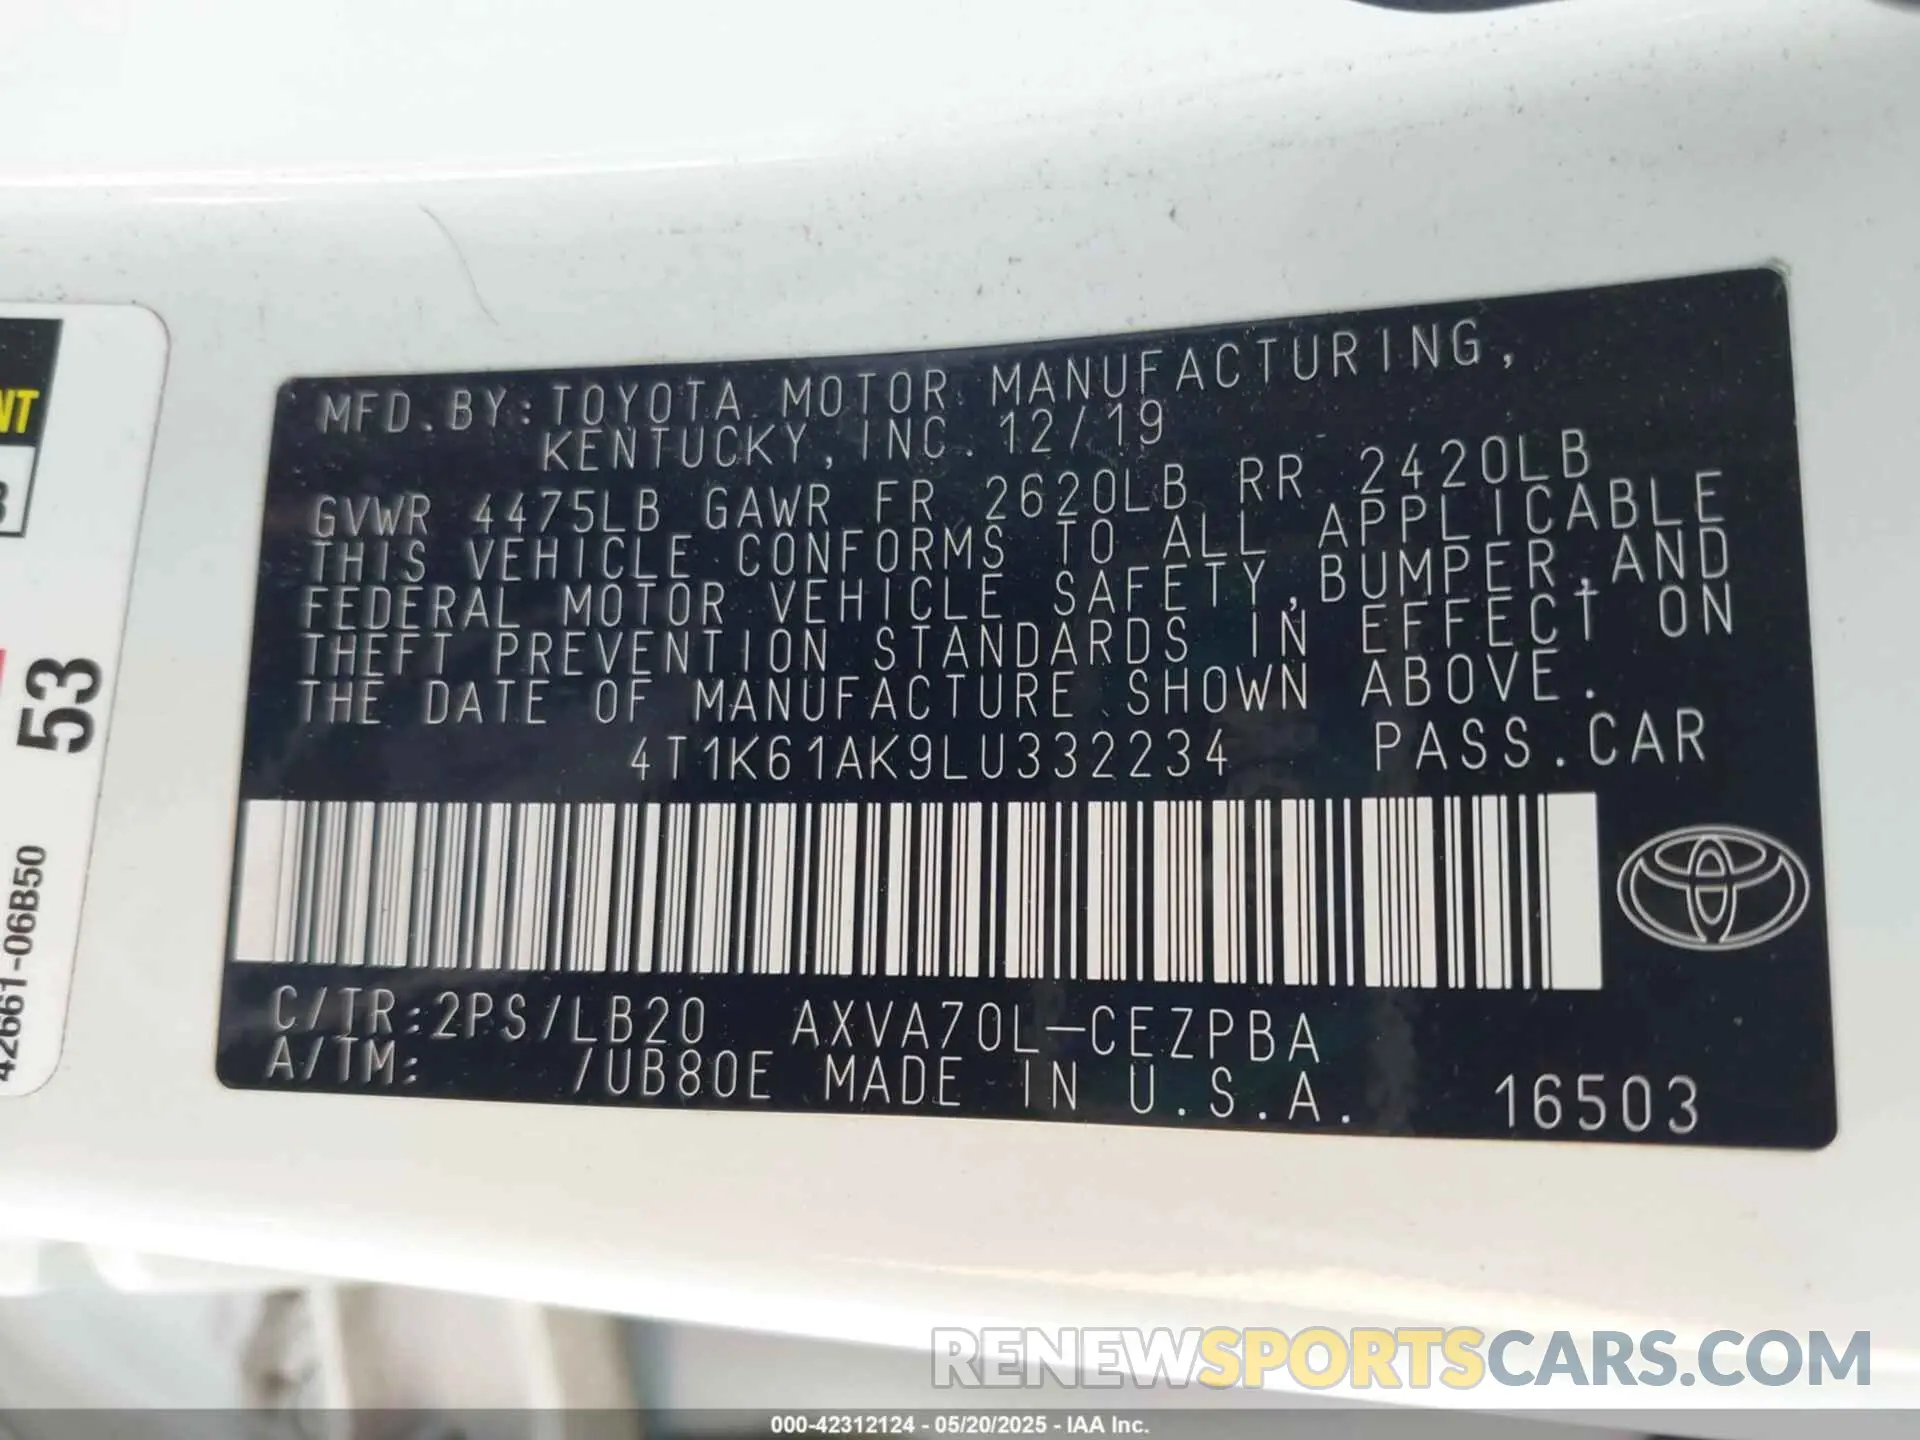 MFD.BY:TOYOTA MOTOR MANUFACTURING,
KENTUCKY,INC. 12/19
GVWR 4475LB GAWR FR 2620LB RR 2420LB
THIS VEHICLE CONFORMS TO ALL APPLICABLE
FEDERAL MOTOR VEHICLE SAFETY,BUMPER,AND
THEFT PREVENTION STANDARDS IN EFFECT ON
THE DATE OF MANUFACTURE SHOWN ABOVE.
4T1K61AK9LU332234 PASS.CAR
C/TR:2PS/LB20 AXVA70L-CEZPBA
A/TM: /UB80E MADE IN U.S.A. 16503
NT
53
42661-06B50
RENEWSPORTSCARS.COM
000-42312124 - 05/20/2025 - IAA Inc.